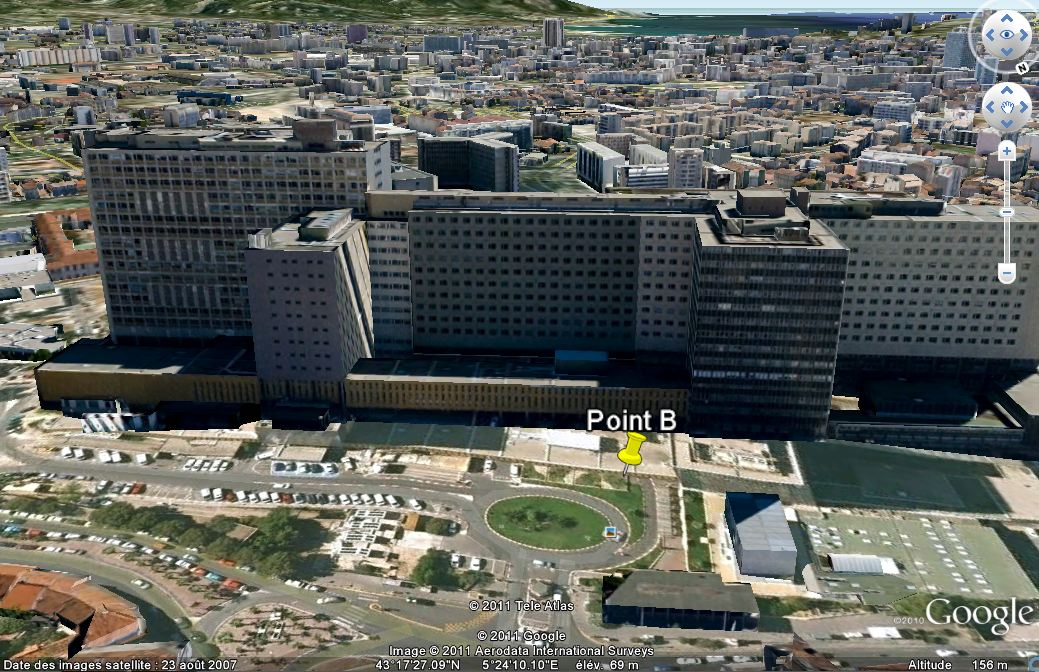 N
Point B
© 2011 Tele Atlas
© 2011 Google
Image © 2011 Aerodata International Surveys
©2010 Google
Date des images satellite : 23 août 2007 43°17'27.09"N 5°24'10.10"E élév. 69 m Altitude 156 m